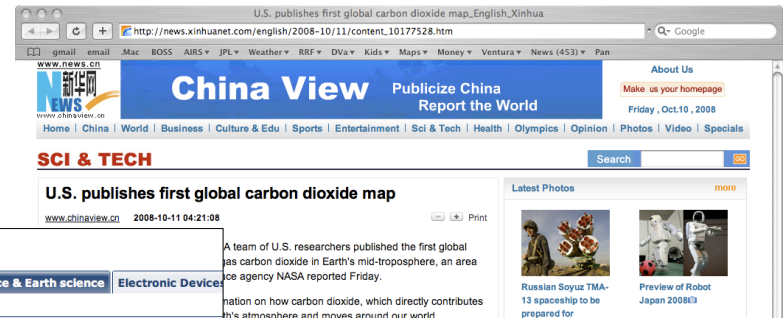 U.S. publishes first global carbon dioxide map_English_Xinhua
http://news.xinhuanet.com/english/2008-10/11/content_10177528.htm
Google
gmail email .Mac BOSS AIRS JPL Weather RRF DVa Kids Maps Money Ventura News (453) Pan
www.news.cn
新华网
NEWS
www.chinaview.cn
China View
Publicize China
Report the World
About Us
Make us your homepage
Friday , Oct.10 , 2008
Home | China | World | Business | Culture & Edu | Sports | Entertainment | Sci & Tech | Health | Olympics | Opinion | Photos | Video | Specials
SCI & TECH
Search
GO
U.S. publishes first global carbon dioxide map
www.chinaview.cn 2008-10-11 04:21:08
Print
A team of U.S. researchers published the first global
gas carbon dioxide in Earth's mid-troposphere, an area
ce agency NASA reported Friday.
mation on how carbon dioxide, which directly contributes
th's atmosphere and moves around our world
ce & Earth science
Electronic Devices
Latest Photos
more
Russian Soyuz TMA-
13 spaceship to be
prepared for
Preview of Robot
Japan 2008